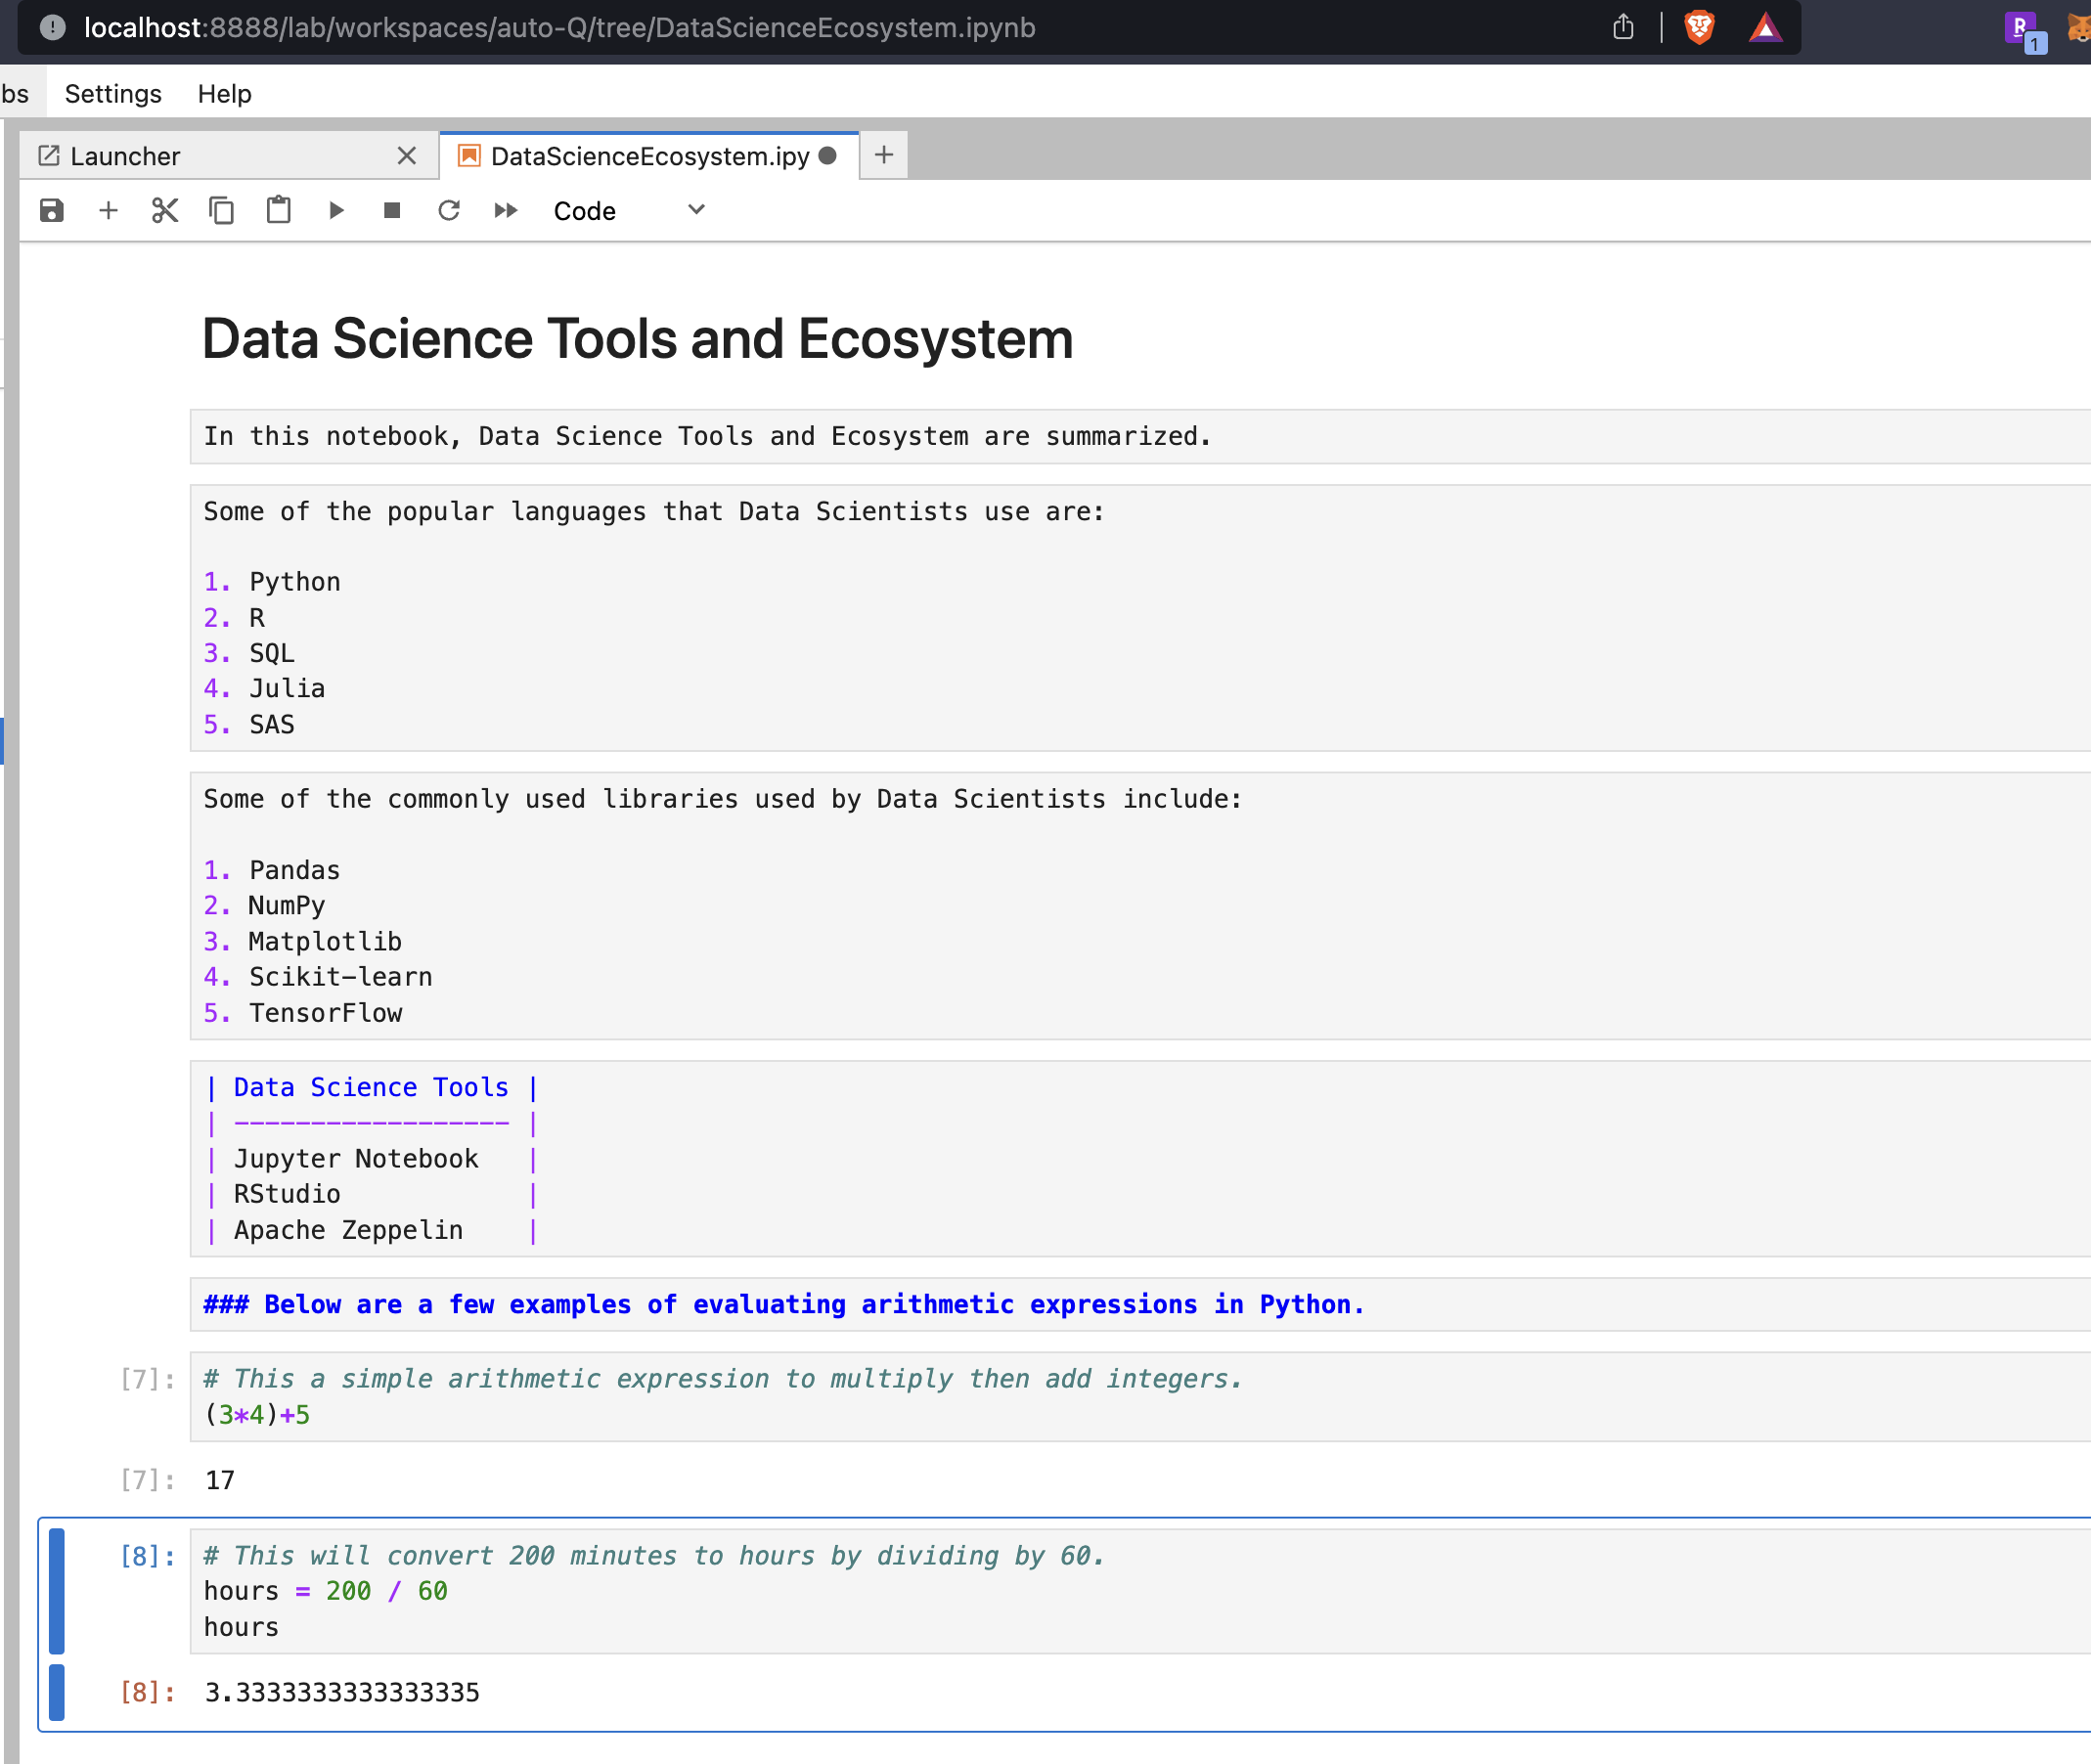 localhost:8888/lab/workspaces/auto-Q/tree/DataScienceEcosystem.ipynb
1
bs Settings Help
Launcher DataScienceEcosystem.ipy
Code
Data Science Tools and Ecosystem
In this notebook, Data Science Tools and Ecosystem are summarized.
Some of the popular languages that Data Scientists use are:
1. Python
2. R
3. SQL
4. Julia
5. SAS
Some of the commonly used libraries used by Data Scientists include:
1. Pandas
2. NumPy
3. Matplotlib
4. Scikit-learn
5. TensorFlow
| Data Science Tools |
| ------------------ |
| Jupyter Notebook   |
| RStudio            |
| Apache Zeppelin    |
### Below are a few examples of evaluating arithmetic expressions in Python.
[7]: # This a simple arithmetic expression to multiply then add integers.
(3*4)+5
[7]: 17
[8]: # This will convert 200 minutes to hours by dividing by 60.
hours = 200 / 60
hours
[8]: 3.3333333333333335